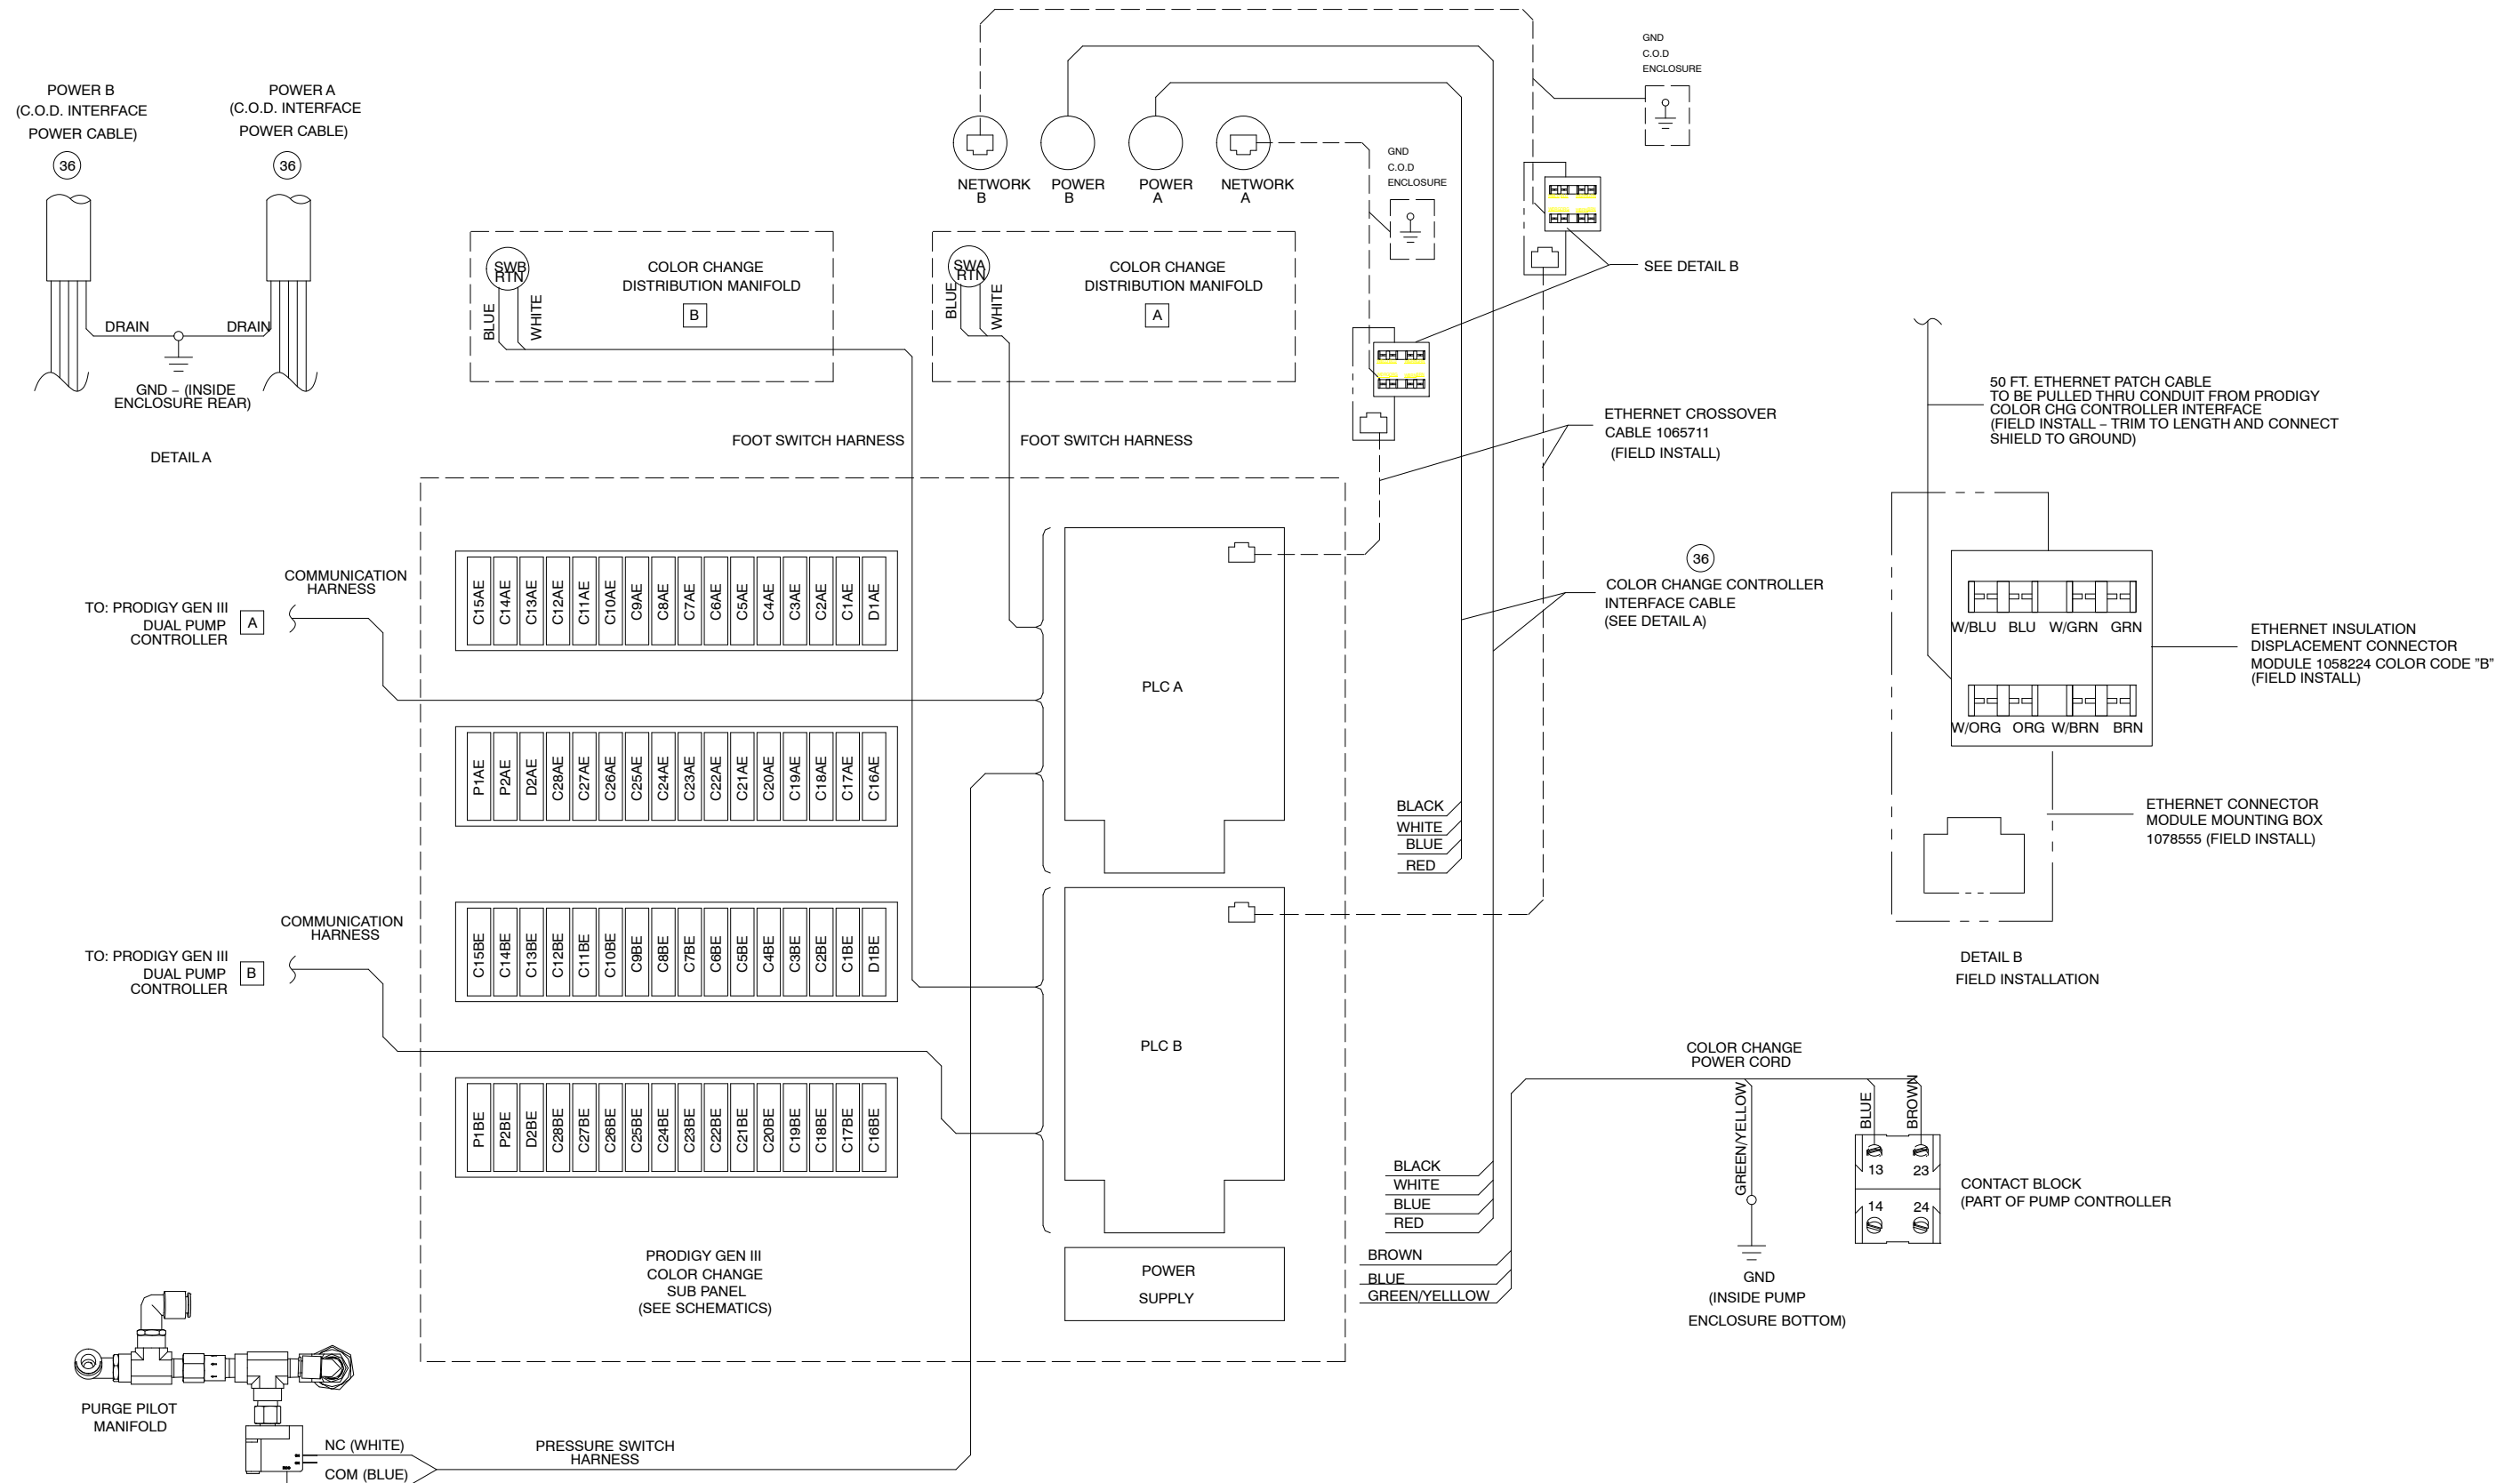 POWER B
(C.O.D. INTERFACE
POWER CABLE)
36
POWER A
(C.O.D. INTERFACE
POWER CABLE)
36
DRAIN
DRAIN
GND – (INSIDE
ENCLOSURE REAR)
DETAIL A
NETWORK
B
POWER
B
POWER
A
NETWORK
A
GND
C.O.D
ENCLOSURE
GND
C.O.D
ENCLOSURE
SWB
RTN
BLUE
WHITE
COLOR CHANGE
DISTRIBUTION MANIFOLD
B
SWA
RTN
BLUE
WHITE
COLOR CHANGE
DISTRIBUTION MANIFOLD
A
SEE DETAIL B
FOOT SWITCH HARNESS
FOOT SWITCH HARNESS
ETHERNET CROSSOVER
CABLE 1065711
(FIELD INSTALL)
50 FT. ETHERNET PATCH CABLE
TO BE PULLED THRU CONDUIT FROM PRODIGY
COLOR CHG CONTROLLER INTERFACE
(FIELD INSTALL – TRIM TO LENGTH AND CONNECT
SHIELD TO GROUND)
COMMUNICATION
HARNESS
TO: PRODIGY GEN III
DUAL PUMP
CONTROLLER
A
C15AE
C14AE
C13AE
C12AE
C11AE
C10AE
C9AE
C8AE
C7AE
C6AE
C5AE
C4AE
C3AE
C2AE
C1AE
D1AE
P1AE
P2AE
D2AE
C28AE
C27AE
C26AE
C25AE
C24AE
C23AE
C22AE
C21AE
C20AE
C19AE
C18AE
C17AE
C16AE
PLC A
36
COLOR CHANGE CONTROLLER
INTERFACE CABLE
(SEE DETAIL A)
BLACK
WHITE
BLUE
RED
W/BLU BLU W/GRN GRN
W/ORG ORG W/BRN BRN
ETHERNET INSULATION
DISPLACEMENT CONNECTOR
MODULE 1058224 COLOR CODE "B"
(FIELD INSTALL)
ETHERNET CONNECTOR
MODULE MOUNTING BOX
1078555 (FIELD INSTALL)
DETAIL B
FIELD INSTALLATION
COMMUNICATION
HARNESS
TO: PRODIGY GEN III
DUAL PUMP
CONTROLLER
B
C15BE
C14BE
C13BE
C12BE
C11BE
C10BE
C9BE
C8BE
C7BE
C6BE
C5BE
C4BE
C3BE
C2BE
C1BE
D1BE
P1BE
P2BE
D2BE
C28BE
C27BE
C26BE
C25BE
C24BE
C23BE
C22BE
C21BE
C20BE
C19BE
C18BE
C17BE
C16BE
PLC B
BLACK
WHITE
BLUE
RED
BROWN
BLUE
GREEN/YELLLOW
POWER
SUPPLY
PRODIGY GEN III
COLOR CHANGE
SUB PANEL
(SEE SCHEMATICS)
COLOR CHANGE
POWER CORD
GREEN/YELLOW
BLUE
BROWN
13
23
14
24
CONTACT BLOCK
(PART OF PUMP CONTROLLER
GND
(INSIDE PUMP
ENCLOSURE BOTTOM)
PURGE PILOT
MANIFOLD
NC (WHITE)
COM (BLUE)
PRESSURE SWITCH
HARNESS